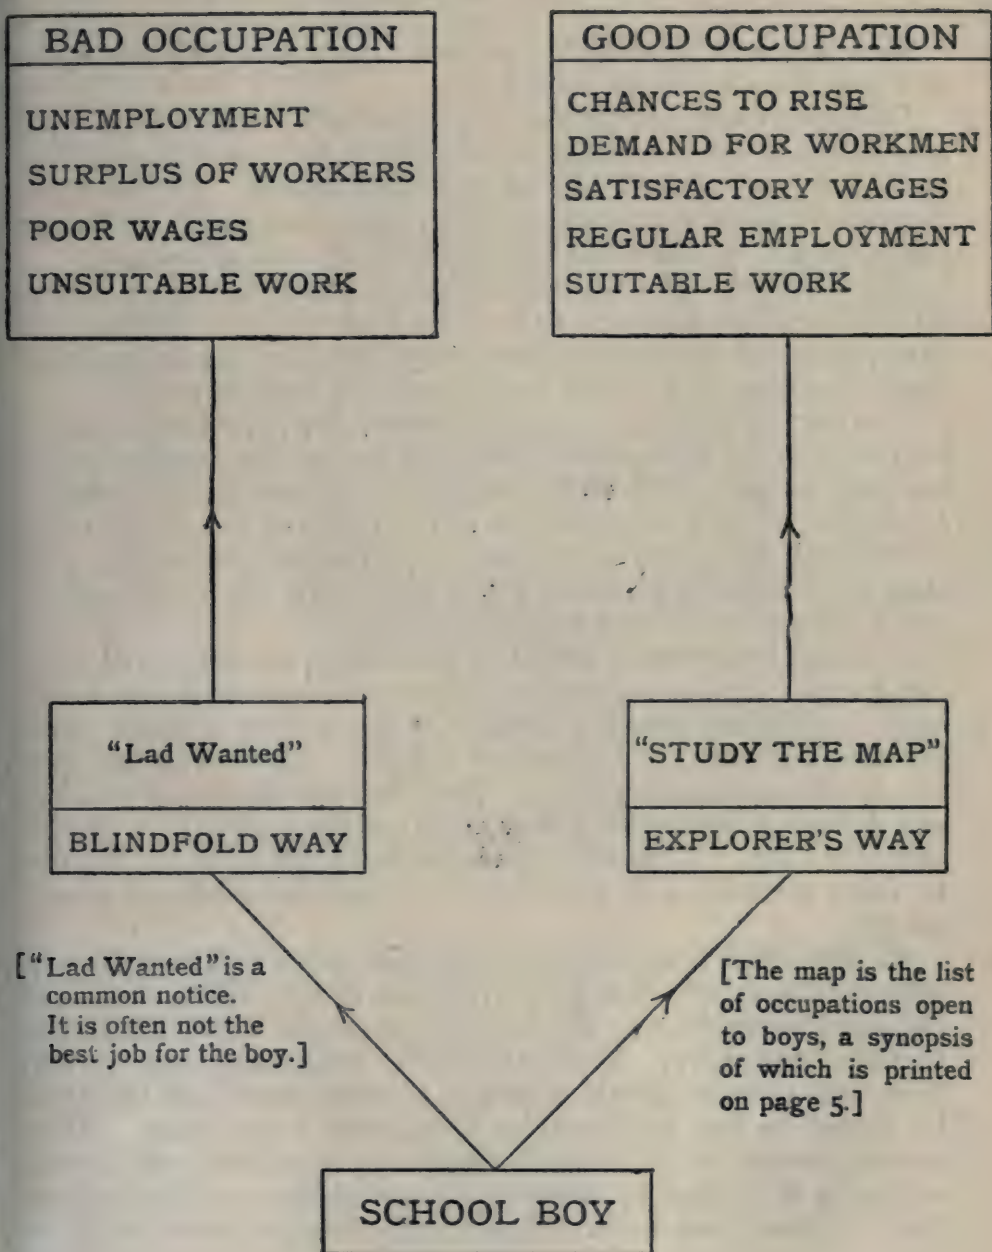 BAD OCCUPATION
UNEMPLOYMENT
SURPLUS OF WORKERS
POOR WAGES
UNSUITABLE WORK
GOOD OCCUPATION
CHANCES TO RISE
DEMAND FOR WORKMEN
SATISFACTORY WAGES
REGULAR EMPLOYMENT
SUITABLE WORK
“Lad Wanted”
BLINDFOLD WAY
“STUDY THE MAP”
EXPLORER'S WAY
[“Lad Wanted” is a
common notice.
It is often not the
best job for the boy.]
[The map is the list
of occupations open
to boys, a synopsis
of which is printed
on page 5.]
SCHOOL BOY